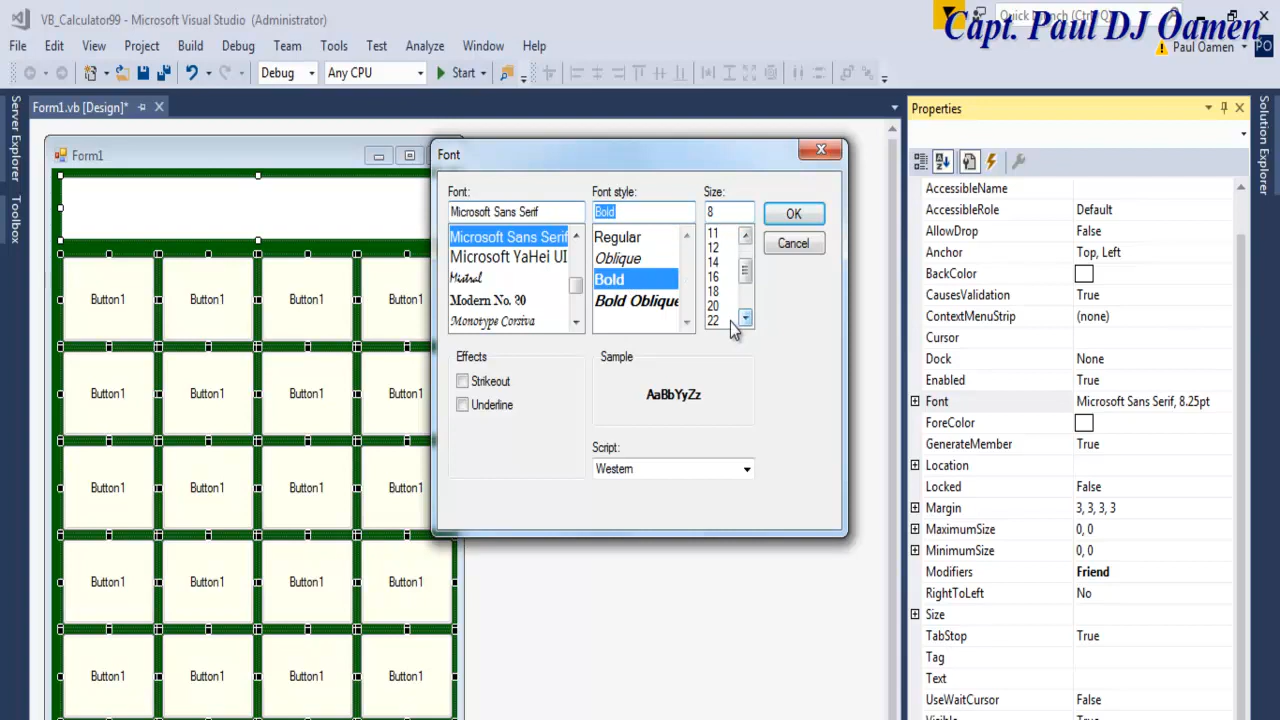 VB_Calculator99 - Microsoft Visual Studio (Administrator)
Quick Launch (Ctrl+Q)
Capt. Paul DJ Oamen
File Edit View Project Build Debug Team Tools Test Analyze Window Help
Paul Oamen PO
Debug Any CPU Start
Server Explorer
Toolbox
Form1.vb [Design]*
Form1
Button1 Button1 Button1 Button1
Button1 Button1 Button1 Button1
Button1 Button1 Button1 Button1
Button1 Button1 Button1 Button1
Button1 Button1 Button1 Button1
Font
Font:
Microsoft Sans Serif
Microsoft Sans Serif
Microsoft YaHei UI
Mistral
Modern No. 20
Monotype Corsiva
Font style:
Bold
Regular
Oblique
Bold
Bold Oblique
Size:
8
11
12
14
16
18
20
22
OK
Cancel
Effects
Strikeout
Underline
Sample
AaBbYyZz
Script:
Western
Properties
AccessibleName
AccessibleRole Default
AllowDrop False
Anchor Top, Left
BackColor
CausesValidation True
ContextMenuStrip (none)
Cursor
Dock None
Enabled True
Font Microsoft Sans Serif, 8.25pt
ForeColor
GenerateMember True
Location
Locked False
Margin 3, 3, 3, 3
MaximumSize 0, 0
MinimumSize 0, 0
Modifiers Friend
RightToLeft No
Size
TabStop True
Tag
Text
UseWaitCursor False
Solution Explorer